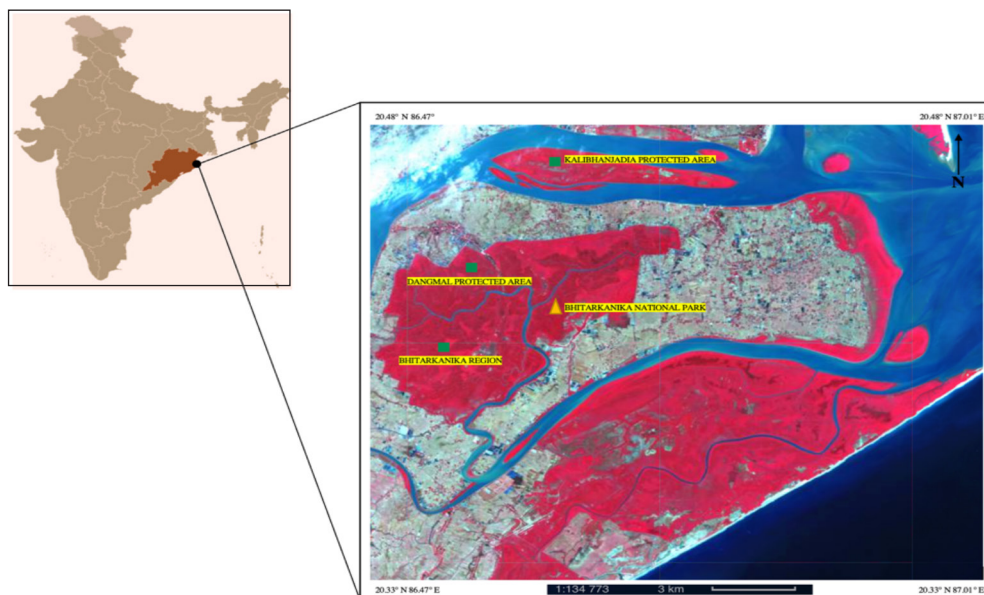 20.48° N 86.47°
20.48° N 87.01° E
KALIBHANJADIA PROTECTED AREA
N
DANGMAL PROTECTED AREA
BHITARKANIKA NATIONAL PARK
BHITARKANIKA REGION
20.33° N 86.47° E
1:134 773
3 km
20.33° N 87.01° E